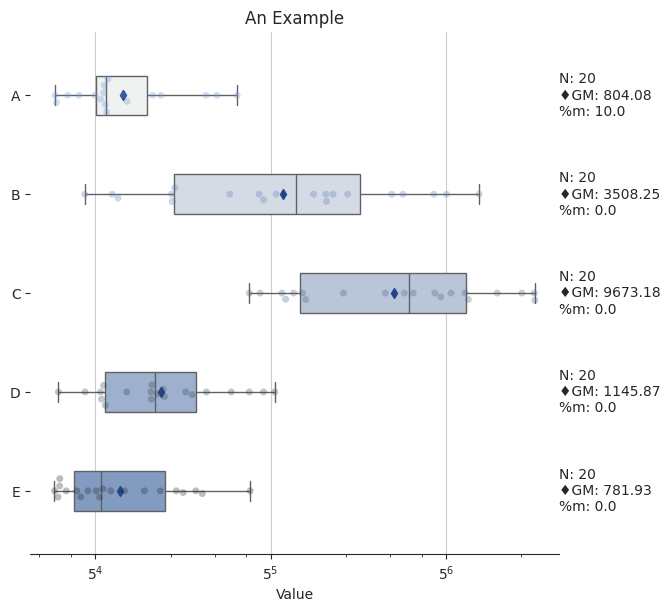 An Example
A
N: 20
♦GM: 804.08
%m: 10.0
B
N: 20
♦GM: 3508.25
%m: 0.0
C
N: 20
♦GM: 9673.18
%m: 0.0
D
N: 20
♦GM: 1145.87
%m: 0.0
E
N: 20
♦GM: 781.93
%m: 0.0
5⁴ 5⁵ 5⁶
Value